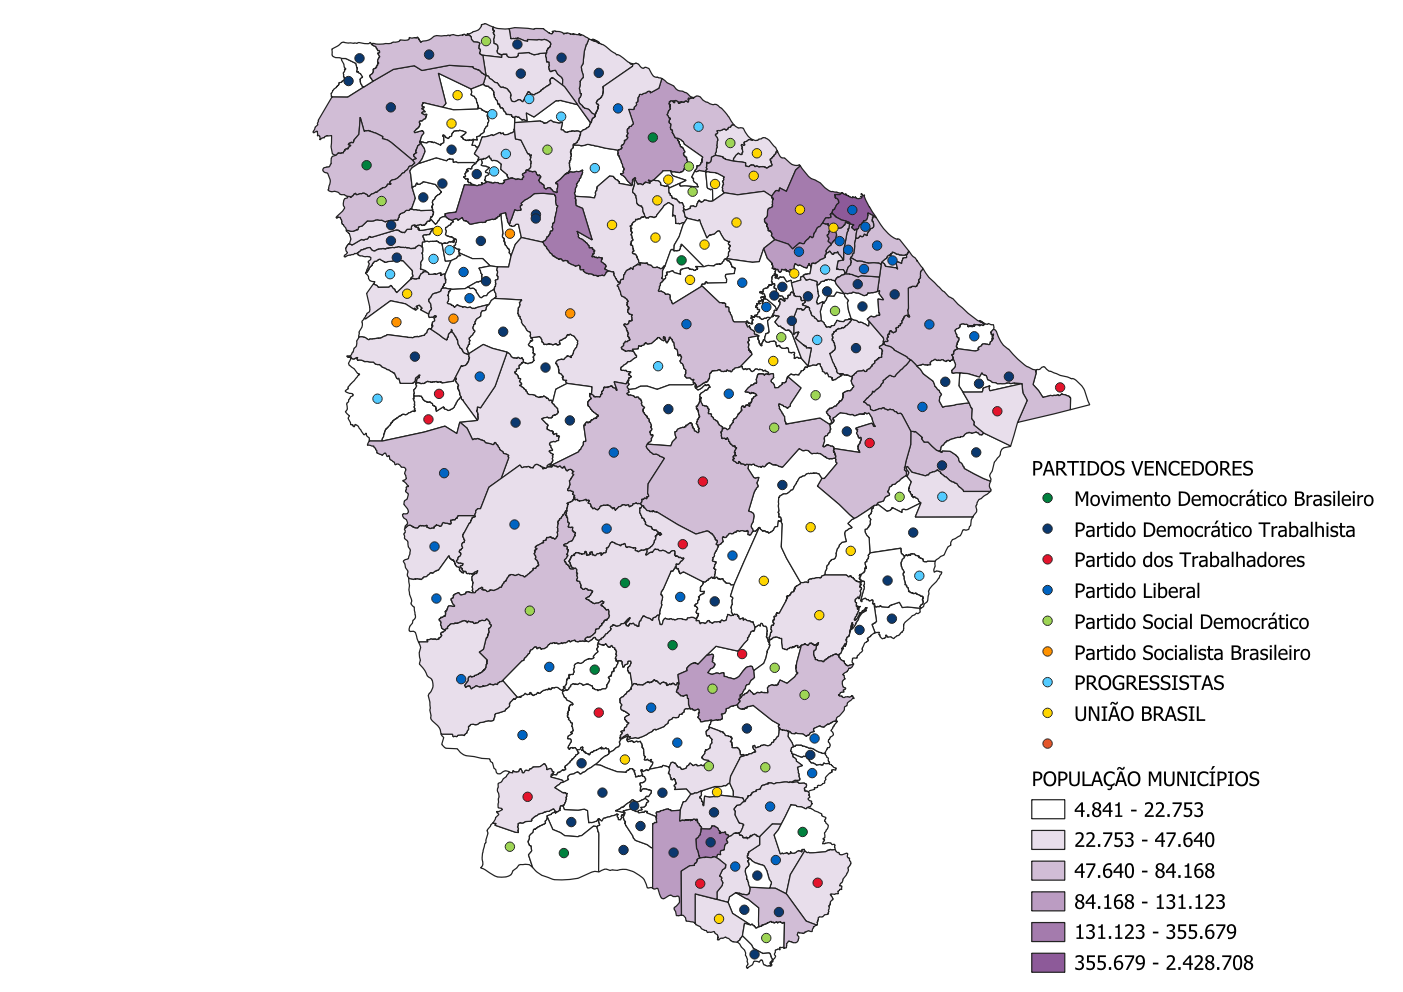 PARTIDOS VENCEDORES
Movimento Democrático Brasileiro
Partido Democrático Trabalhista
Partido dos Trabalhadores
Partido Liberal
Partido Social Democrático
Partido Socialista Brasileiro
PROGRESSISTAS
UNIÃO BRASIL
POPULAÇÃO MUNICÍPIOS
4.841 - 22.753
22.753 - 47.640
47.640 - 84.168
84.168 - 131.123
131.123 - 355.679
355.679 - 2.428.708